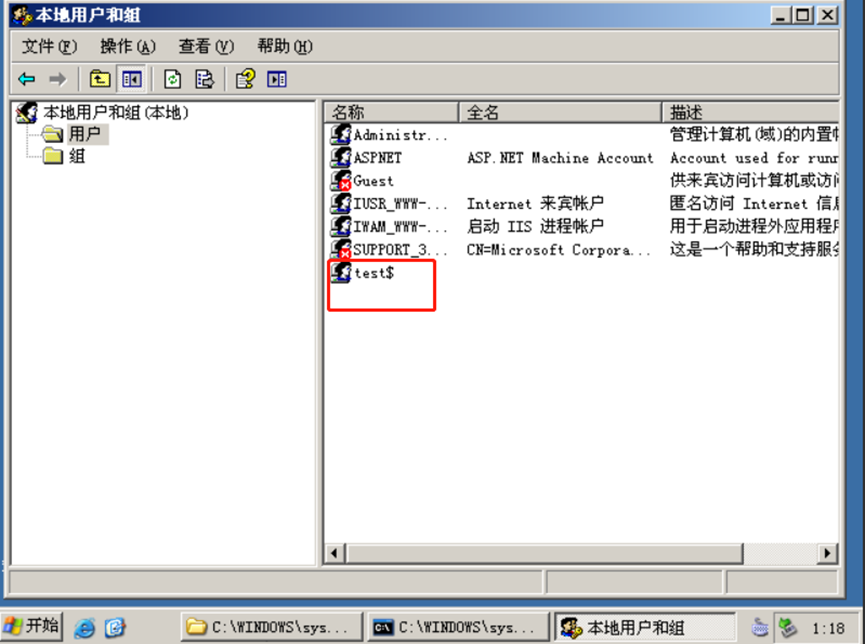 本地用户和组
文件(F) 操作(A) 查看(V) 帮助(H)
本地用户和组(本地)
用户
组
名称 全名 描述
Administr... 管理计算机(域)的内置
ASPNET ASP.NET Machine Account Account used for runn
Guest 供来宾访问计算机或访
IUSR_WWW-... Internet 来宾帐户 匿名访问 Internet 信
IWAM_WWW-... 启动 IIS 进程帐户 用于启动进程外应用程
SUPPORT_3... CN=Microsoft Corpora... 这是一个帮助和支持服
test$
开始 C:\WINDOWS\sys... C:\WINDOWS\sys... 本地用户和组 1:18